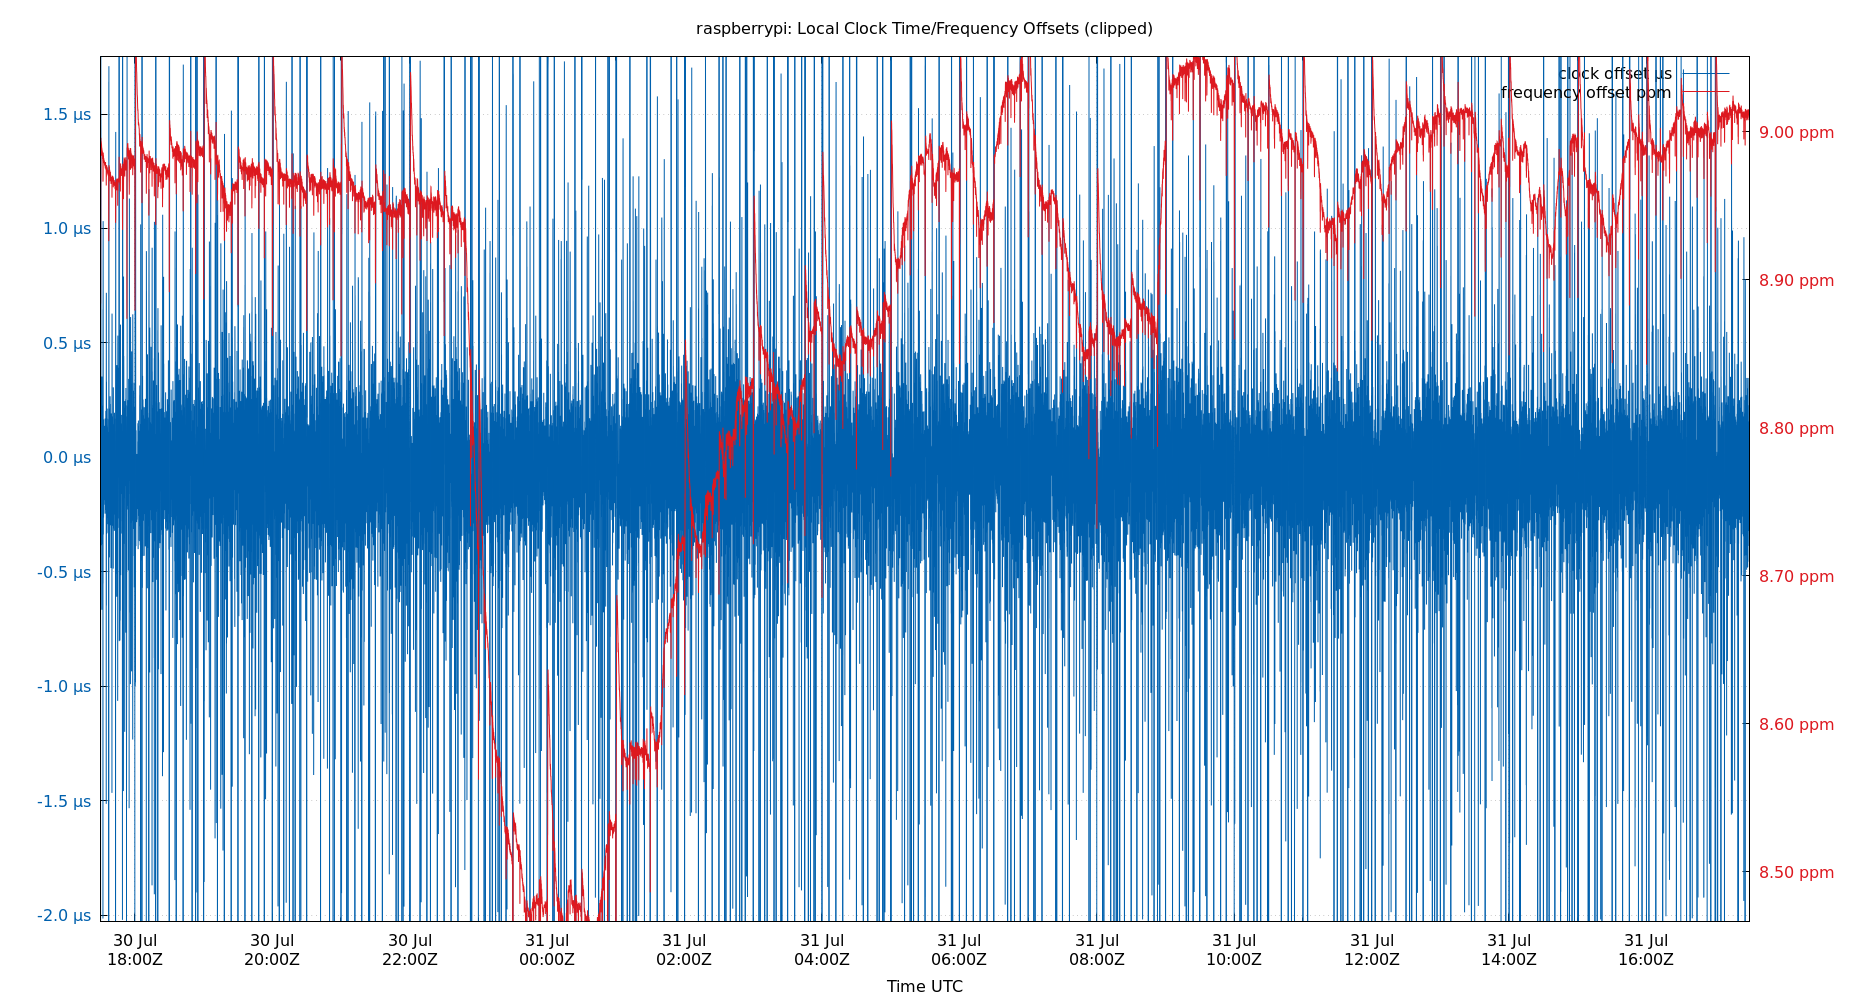 raspberrypi: Local Clock Time/Frequency Offsets (clipped)
clock offset µs
frequency offset ppm
1.5 µs
1.0 µs
0.5 µs
0.0 µs
-0.5 µs
-1.0 µs
-1.5 µs
-2.0 µs
9.00 ppm
8.90 ppm
8.80 ppm
8.70 ppm
8.60 ppm
8.50 ppm
30 Jul 30 Jul 30 Jul 31 Jul 31 Jul 31 Jul 31 Jul 31 Jul 31 Jul 31 Jul 31 Jul 31 Jul
18:00Z 20:00Z 22:00Z 00:00Z 02:00Z 04:00Z 06:00Z 08:00Z 10:00Z 12:00Z 14:00Z 16:00Z
Time UTC